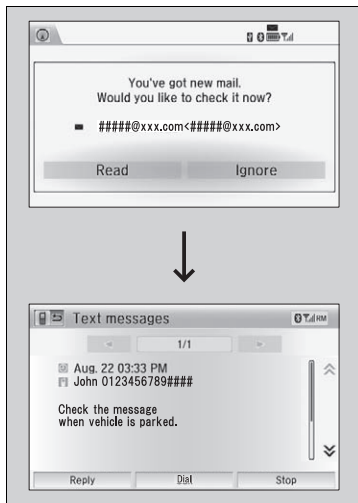 You've got new mail.
Would you like to check it now?
#####@xxx.com<#####@xxx.com>
Read Ignore
Text messages RM
1/1
Aug. 22 03:33 PM
John 0123456789####
Check the message
when vehicle is parked.
Reply Dial Stop